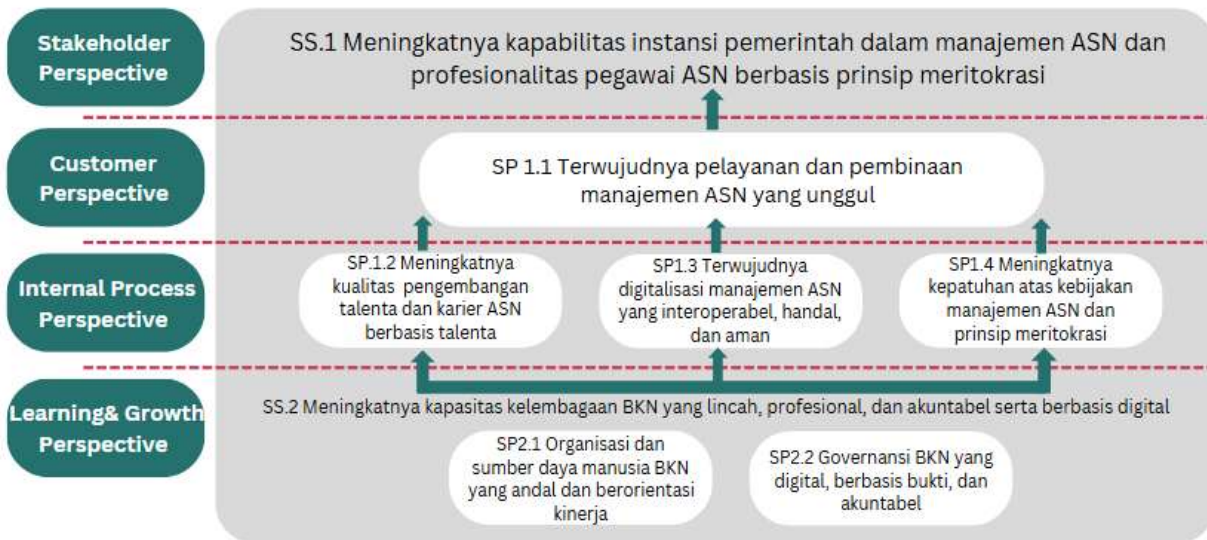 Stakeholder
Perspective
SS.1 Meningkatnya kapabilitas instansi pemerintah dalam manajemen ASN dan
profesionalitas pegawai ASN berbasis prinsip meritokrasi
Customer
Perspective
SP 1.1 Terwujudnya pelayanan dan pembinaan
manajemen ASN yang unggul
Internal Process
Perspective
SP.1.2 Meningkatnya
kualitas pengembangan
talenta dan karier ASN
berbasis talenta
SP1.3 Terwujudnya
digitalisasi manajemen ASN
yang interoperabel, handal,
dan aman
SP1.4 Meningkatnya
kepatuhan atas kebijakan
manajemen ASN dan
prinsip meritokrasi
Learning& Growth
Perspective
SS.2 Meningkatnya kapasitas kelembagaan BKN yang lincah, profesional, dan akuntabel serta berbasis digital
SP2.1 Organisasi dan
sumber daya manusia BKN
yang andal dan berorientasi
kinerja
SP2.2 Governansi BKN yang
digital, berbasis bukti, dan
akuntabel